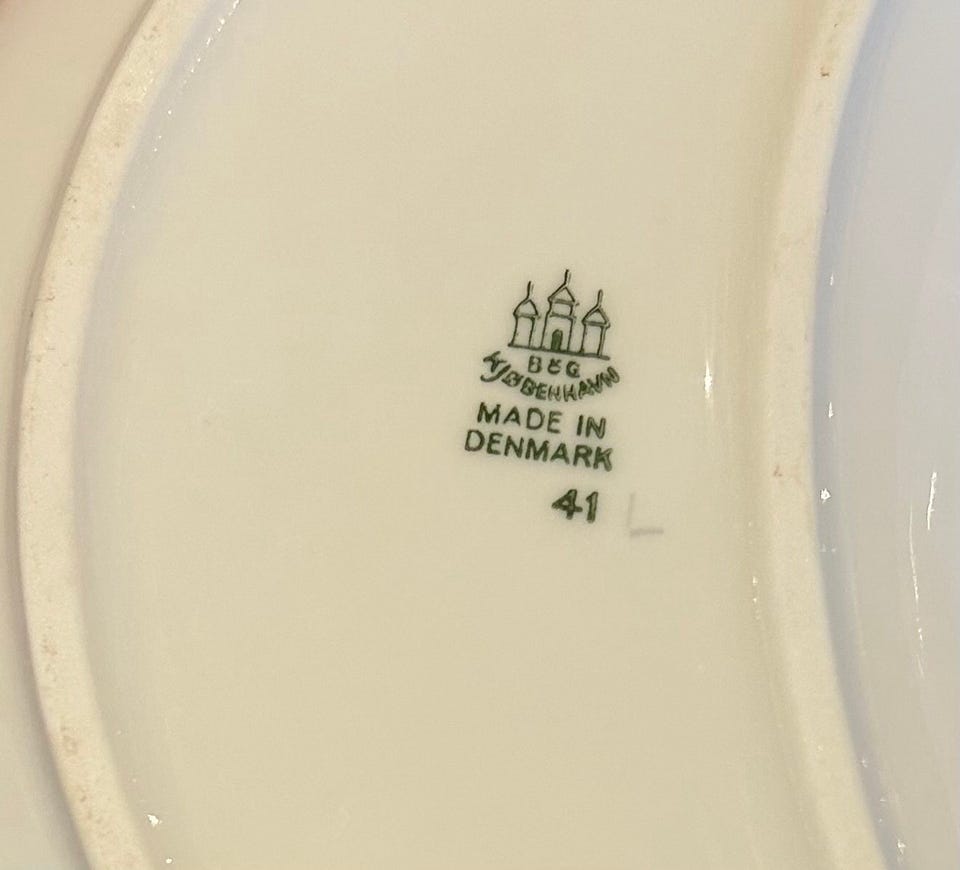 B&G
KJØBENHAVN
MADE IN
DENMARK
41
L